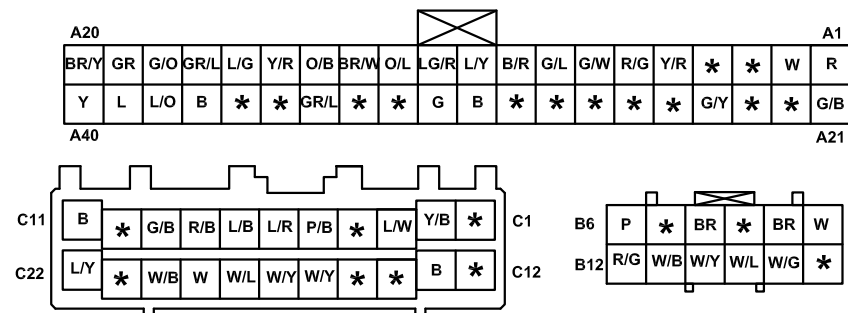 A20 A1
BR/Y GR G/O GR/L L/G Y/R O/B BR/W O/L LG/R L/Y B/R G/L G/W R/G Y/R * * W R
Y L L/O B * * GR/L * * G B * * * * * G/Y * * G/B
A40 A21
C11 B * G/B R/B L/B L/R P/B * L/W Y/B * C1
C22 L/Y * W/B W W/L W/Y W/Y * * B * C12
B6 P * BR * BR W
B12 R/G W/B W/Y W/L W/G *